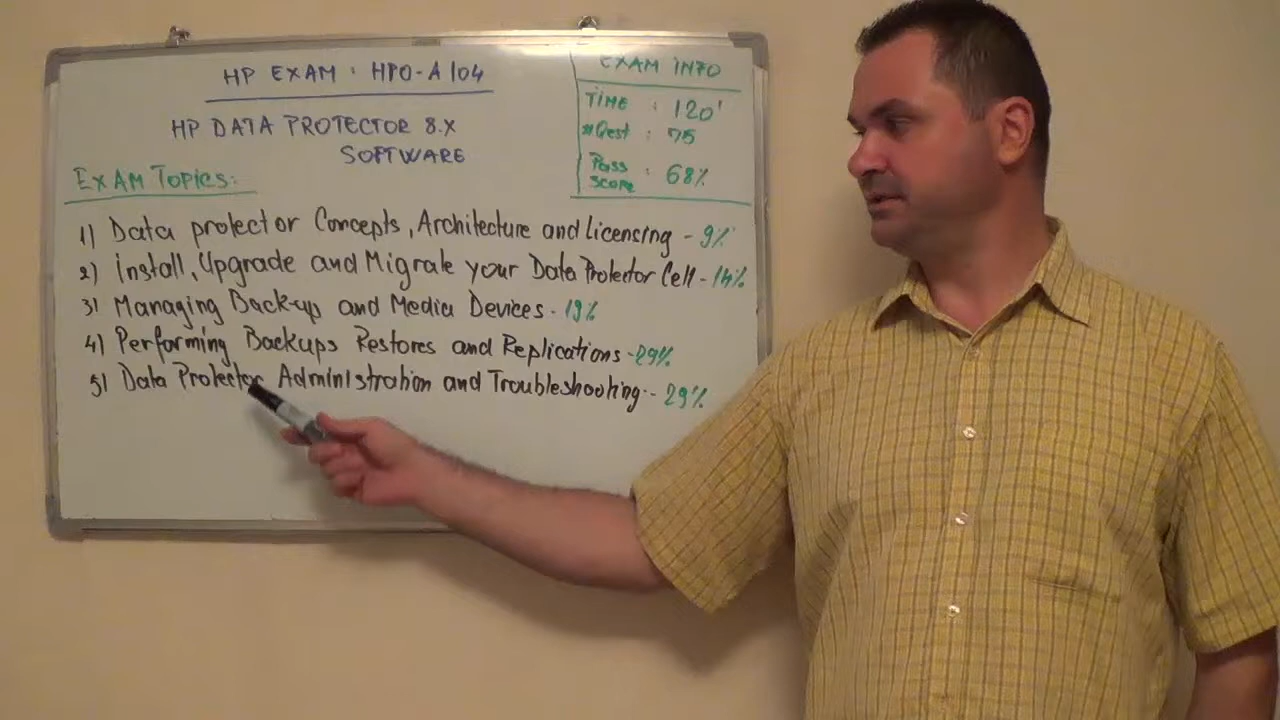 HP EXAM : HP0-A104
HP DATA PROTECTOR 8.X
SOFTWARE
EXAM INFO
TIME : 120'
#Qest : 75
Pass
score : 68%
EXAM TOPICS:
1) Data protector Concepts, Architecture and Licensing - 9%
2) Install, Upgrade and Migrate your Data Protector Cell - 14%
3) Managing Back-up and Media Devices - 19%
4) Performing Backups Restores and Replications - 29%
5) Data Protector Administration and Troubleshooting - 29%